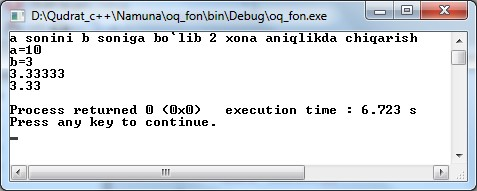 D:\Qudrat_c++\Namuna\oq_fon\bin\Debug\oq_fon.exe
a sonini b soniga bo`lib 2 xona aniqlikda chiqarish
a=10
b=3
3.33333
3.33
Process returned 0 (0x0)   execution time : 6.723 s
Press any key to continue.